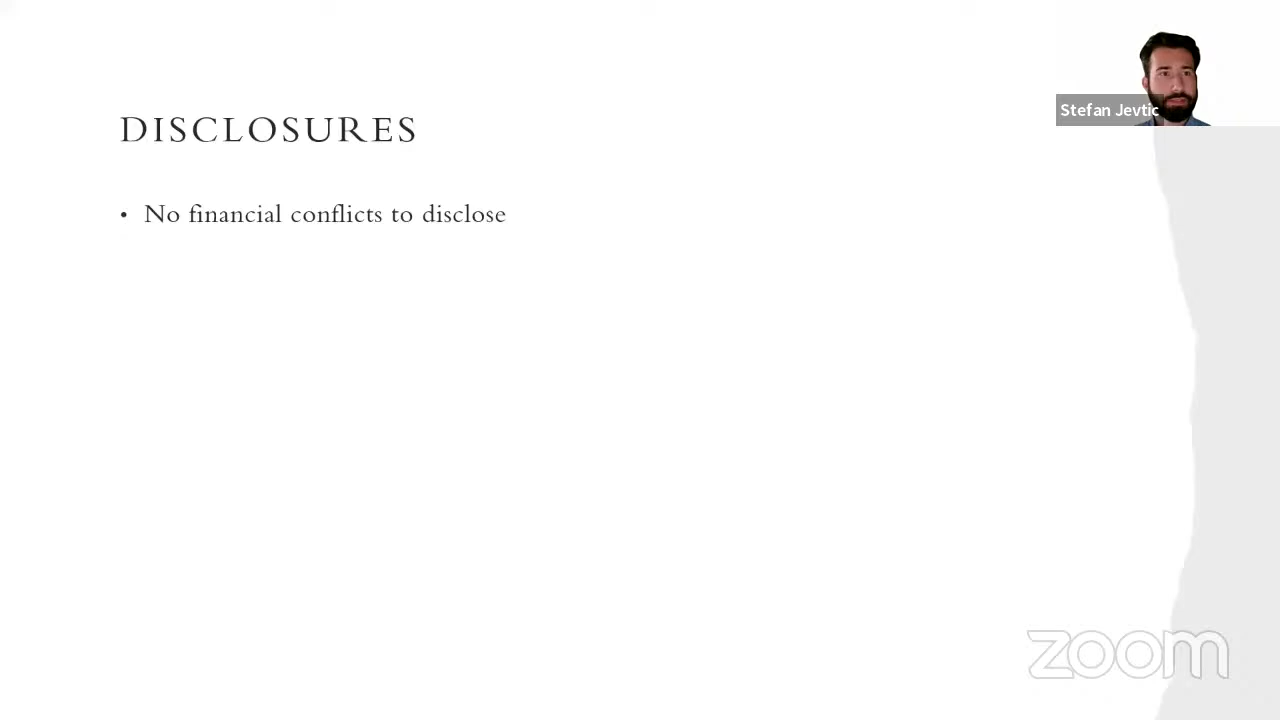 DISCLOSURES
• No financial conflicts to disclose
Stefan Jevtic
zoom